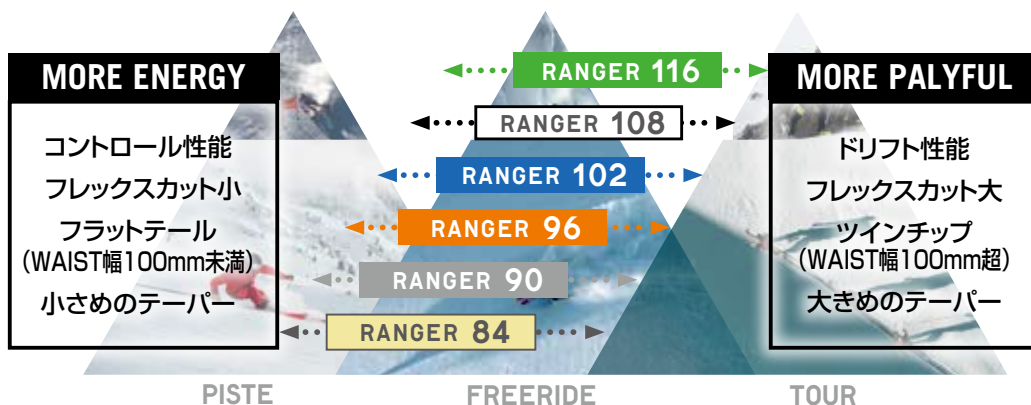 MORE ENERGY
コントロール性能
フレックスカット小
フラットテール
(WAIST幅100mm未満)
小さめのテーパー
RANGER 116
RANGER 108
RANGER 102
RANGER 96
RANGER 90
RANGER 84
MORE PALYFUL
ドリフト性能
フレックスカット大
ツインチップ
(WAIST幅100mm超)
大きめのテーパー
PISTE
FREERIDE
TOUR